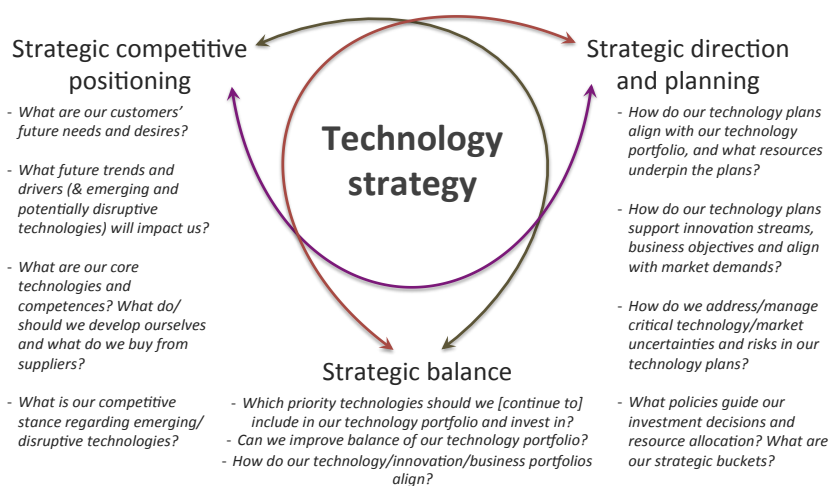 Strategic competitive
positioning
- What are our customers'
future needs and desires?
- What future trends and
drivers (& emerging and
potentially disruptive
technologies) will impact us?
- What are our core
technologies and
competences? What do/
should we develop ourselves
and what do we buy from
suppliers?
- What is our competitive
stance regarding emerging/
disruptive technologies?
Technology
strategy
Strategic direction
and planning
- How do our technology plans
align with our technology
portfolio, and what resources
underpin the plans?
- How do our technology plans
support innovation streams,
business objectives and align
with market demands?
- How do we address/manage
critical technology/market
uncertainties and risks in our
technology plans?
- What policies guide our
investment decisions and
resource allocation? What are
our strategic buckets?
Strategic balance
- Which priority technologies should we [continue to]
include in our technology portfolio and invest in?
- Can we improve balance of our technology portfolio?
- How do our technology/innovation/business portfolios
align?